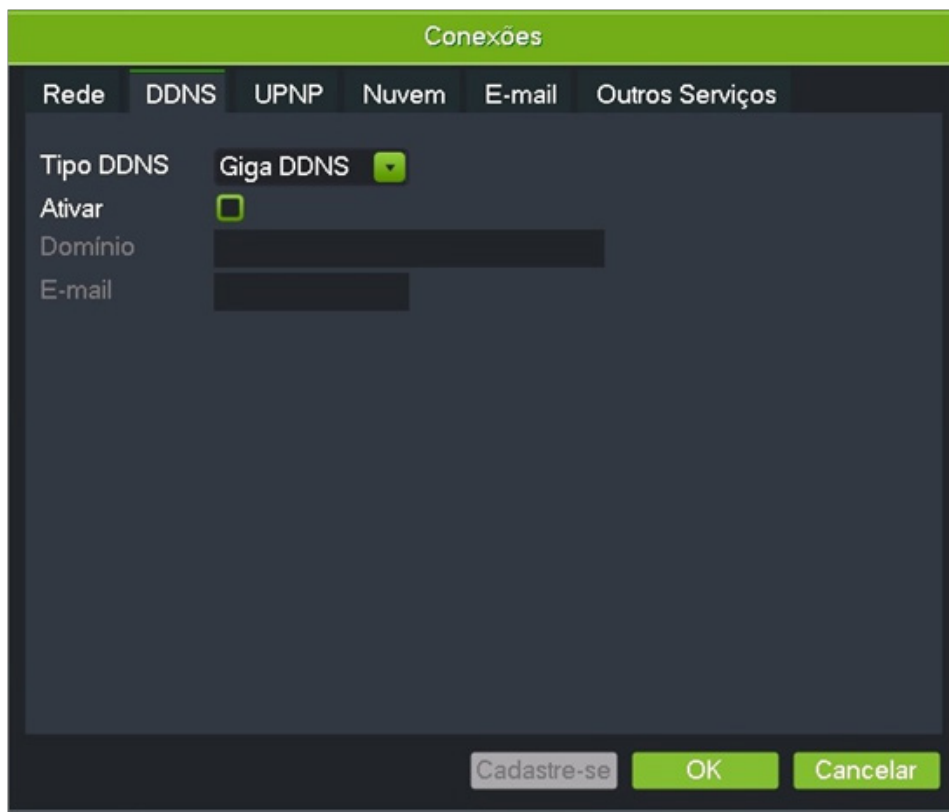 Conexões
Rede DDNS UPNP Nuvem E-mail Outros Serviços
Tipo DDNS Giga DDNS
Ativar
Domínio
E-mail
Cadastre-se OK Cancelar